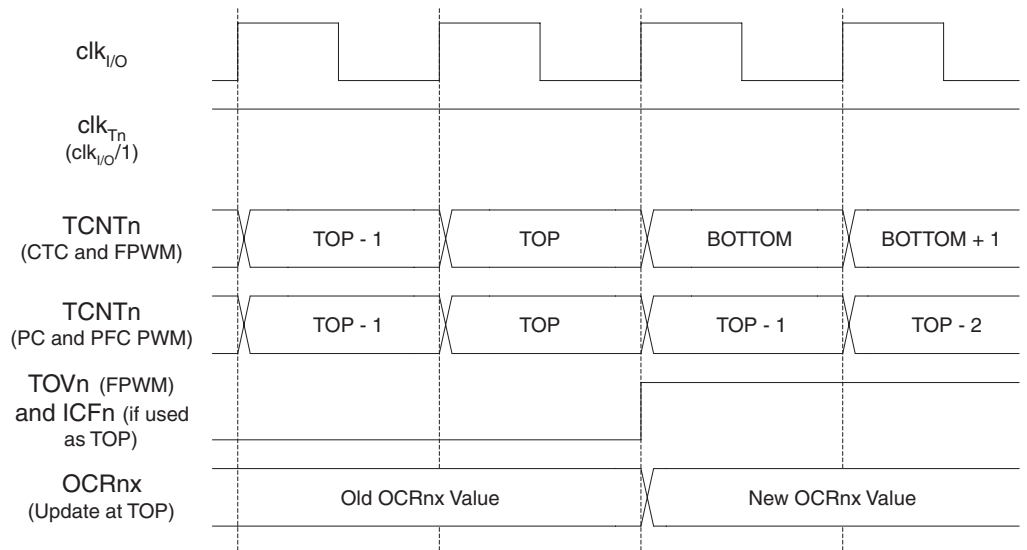 clkI/O
clkTn
(clkI/O/1)
TCNTn
(CTC and FPWM)
TOP - 1 TOP BOTTOM BOTTOM + 1
TCNTn
(PC and PFC PWM)
TOP - 1 TOP TOP - 1 TOP - 2
TOVn (FPWM)
and ICFn (if used
as TOP)
OCRnx
(Update at TOP)
Old OCRnx Value New OCRnx Value